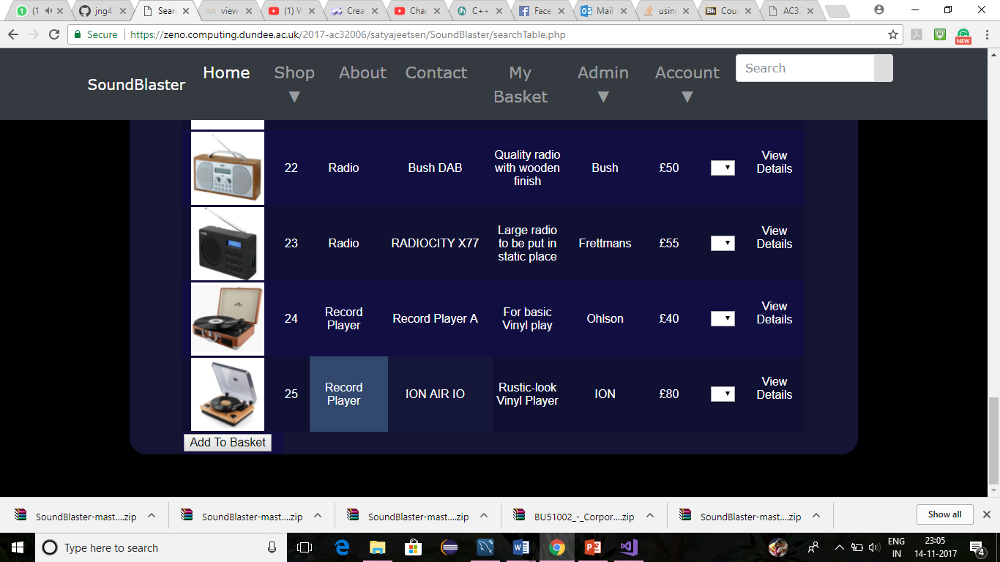 (1
jng4
Sear
view
(1) W
Crea
Char
C++
Face
Mail
using
Cour
AC3
Secure
https://zeno.computing.dundee.ac.uk/2017-ac32006/satyajeetsen/SoundBlaster/searchTable.php
NEW
SoundBlaster
Home
Shop
▼
About
Contact
My
Basket
Admin
▼
Account
▼
Search
22
Radio
Bush DAB
Quality radio
with wooden
finish
Bush
£50
View
Details
23
Radio
RADIOCITY X77
Large radio
to be put in
static place
Frettmans
£55
View
Details
24
Record
Player
Record Player A
For basic
Vinyl play
Ohlson
£40
View
Details
25
Record
Player
ION AIR IO
Rustic-look
Vinyl Player
ION
£80
View
Details
Add To Basket
SoundBlaster-mast....zip
SoundBlaster-mast....zip
SoundBlaster-mast....zip
BU51002_-_Corpor....zip
SoundBlaster-mast....zip
Show all
Type here to search
ENG
IN
23:05
14-11-2017
4